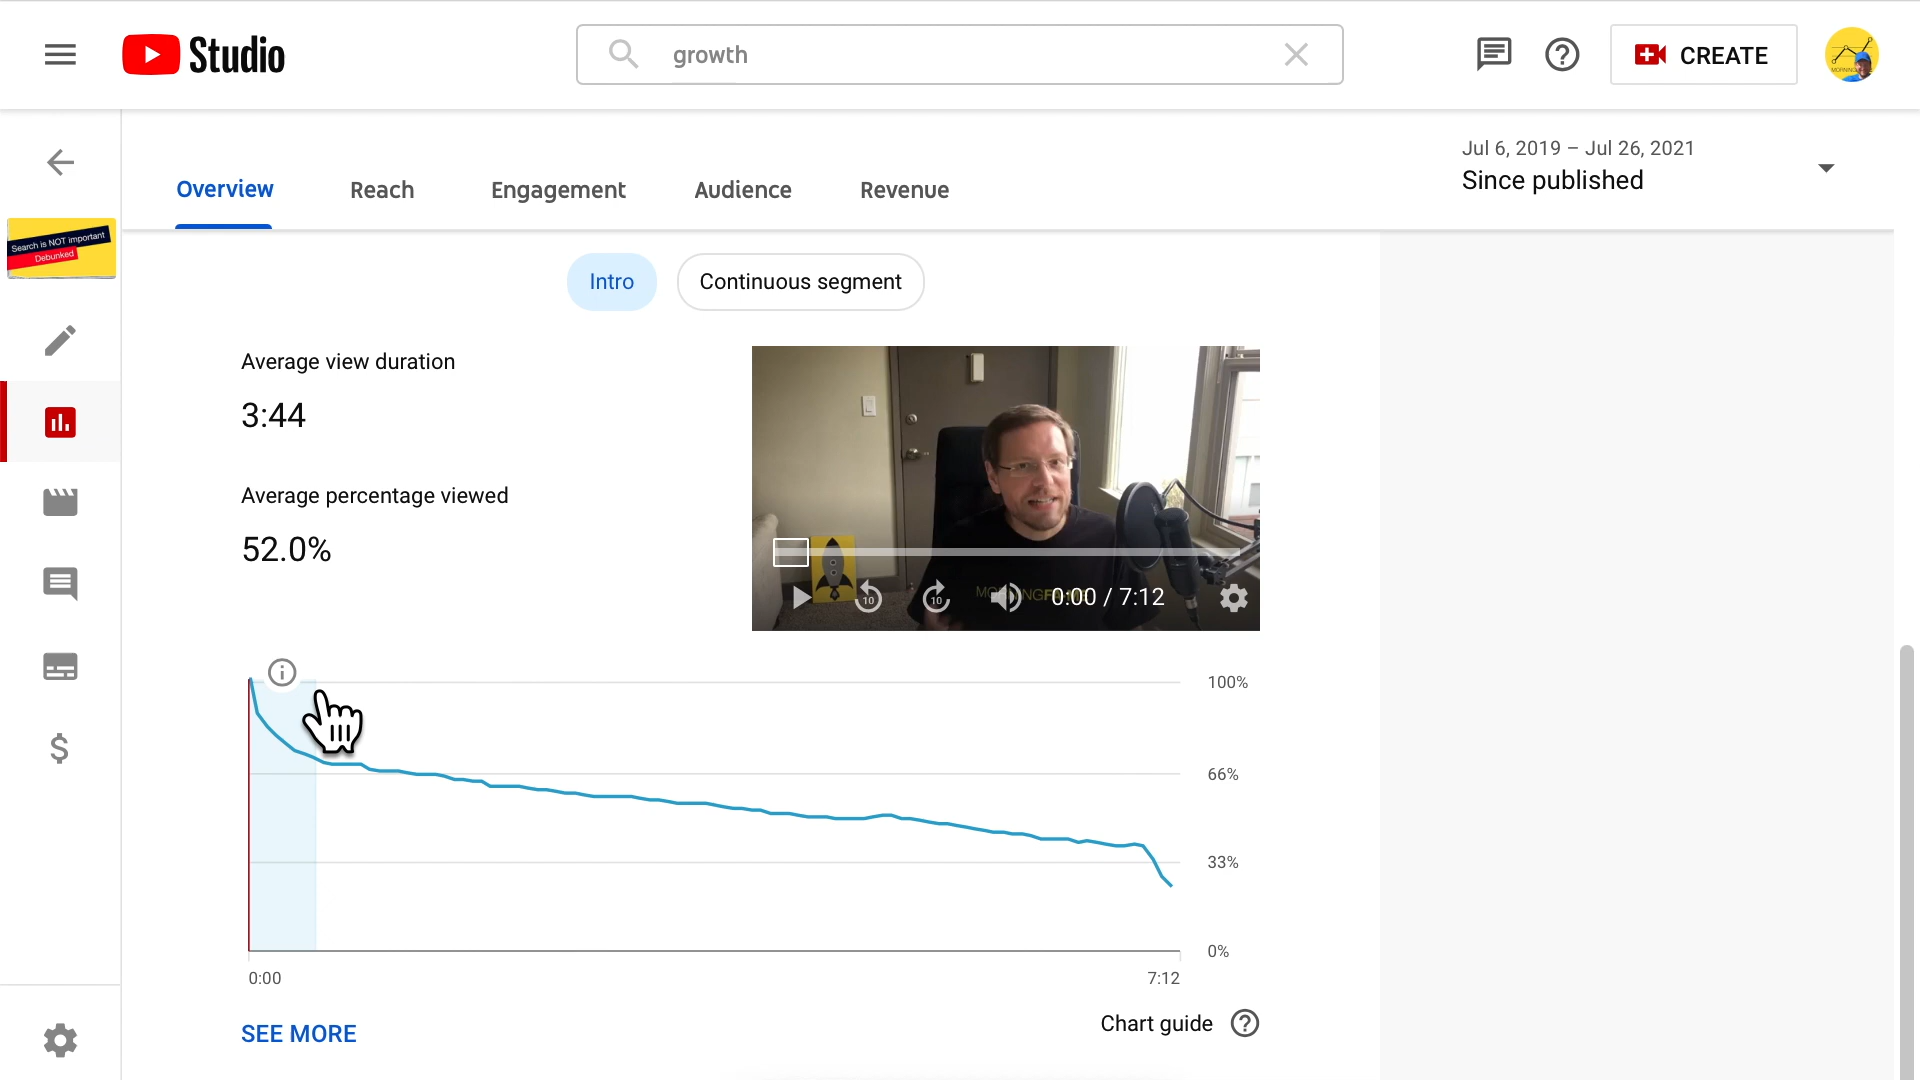 Studio
growth
CREATE
Jul 6, 2019 – Jul 26, 2021
Since published
Overview
Reach
Engagement
Audience
Revenue
Search is NOT important
Debunked
Intro
Continuous segment
Average view duration
3:44
Average percentage viewed
52.0%
10
10
0:00 / 7:12
100%
66%
33%
0%
0:00
7:12
SEE MORE
Chart guide